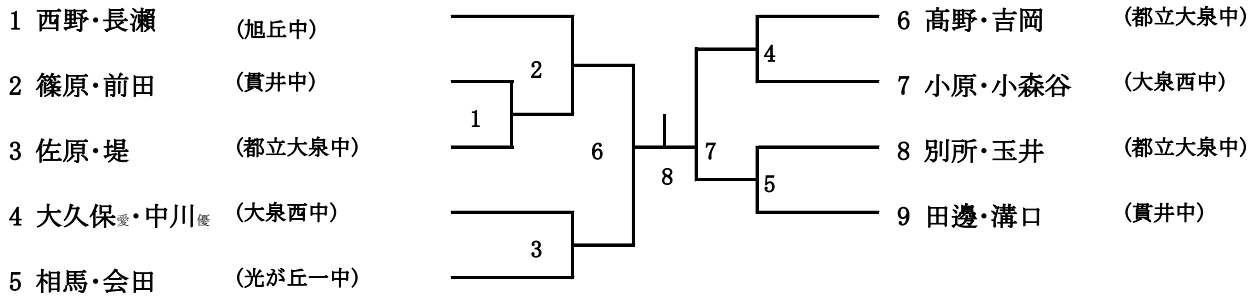 1 西野・長瀬 (旭丘中)
2 篠原・前田 (貫井中)
3 佐原・堤 (都立大泉中)
4 大久保愛・中川優 (大泉西中)
5 相馬・会田 (光が丘一中)
1
2
3
6
8
7
4
5
6 髙野・吉岡 (都立大泉中)
7 小原・小森谷 (大泉西中)
8 別所・玉井 (都立大泉中)
9 田邊・溝口 (貫井中)